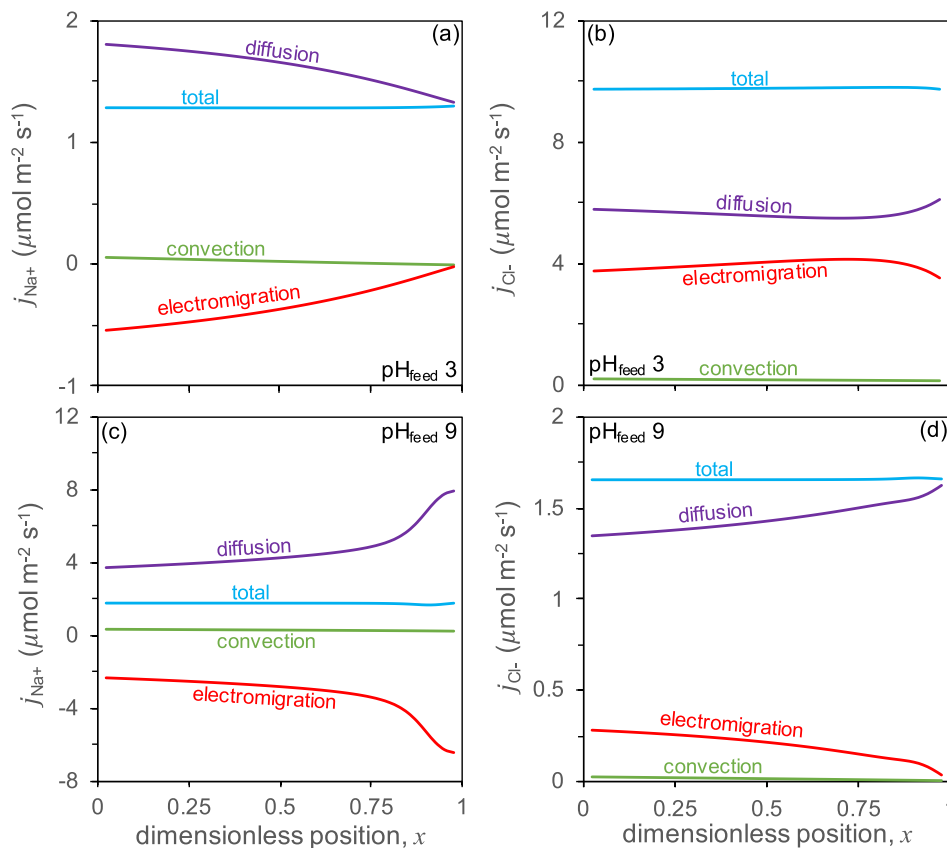 2
1
0
-1
j Na+ (μmol m-2 s-1)
(a)
diffusion
total
convection
electromigration
pHfeed 3
12
8
4
0
jCl- (μmol m-2 s-1)
(b)
total
diffusion
electromigration
convection
pHfeed 3
12
8
4
0
-4
-8
jNa+ (μmol m-2 s-1)
(c)
pHfeed 9
diffusion
total
convection
electromigration
0 0.25 0.5 0.75 1
dimensionless position, x
2
1.5
1
0.5
0
jCl- (μmol m-2 s-1)
pHfeed 9
(d)
total
diffusion
electromigration
convection
0 0.25 0.5 0.75 1
dimensionless position, x